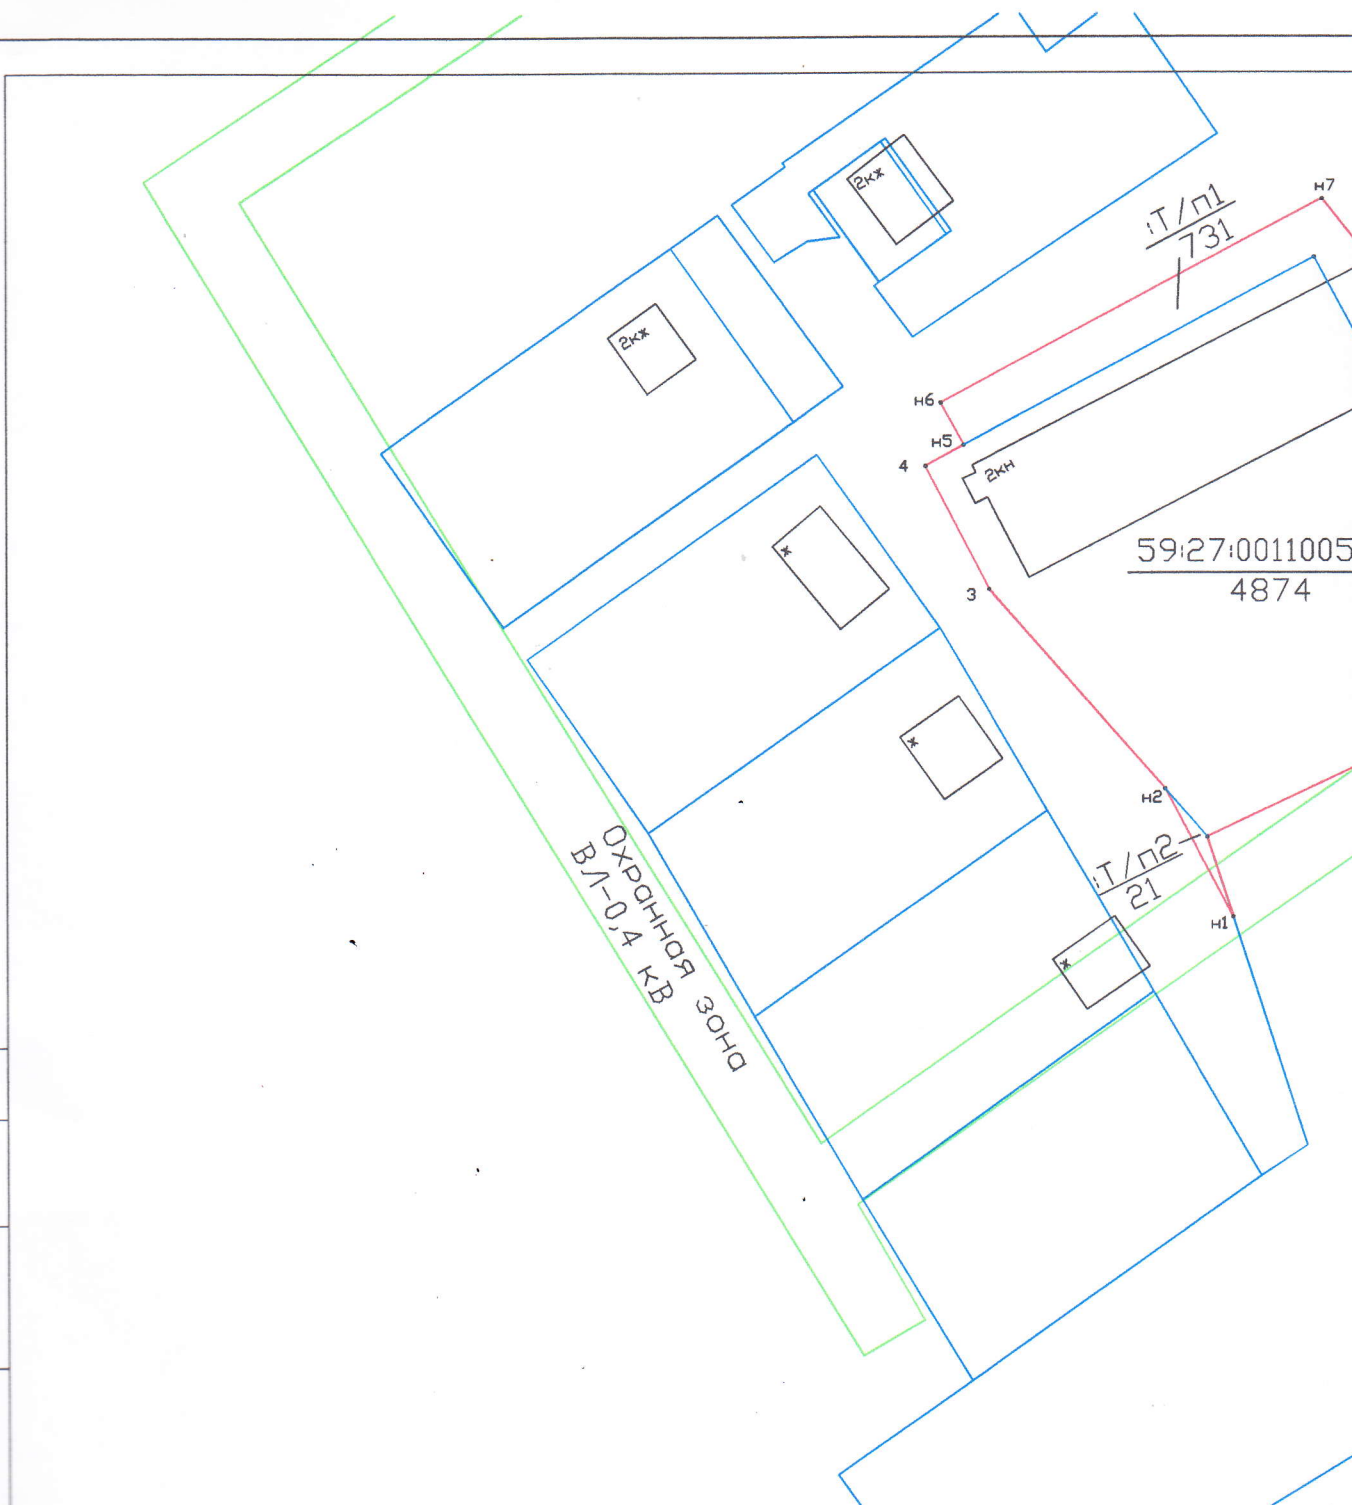 н7
:Т/п1
731
2кж
2кж
н6
н5
4
2кн
ж
59:27:0011005
4874
3
ж
н2
:Т/п2
21
н1
Охранная зона
ВЛ-0,4 кВ
ж